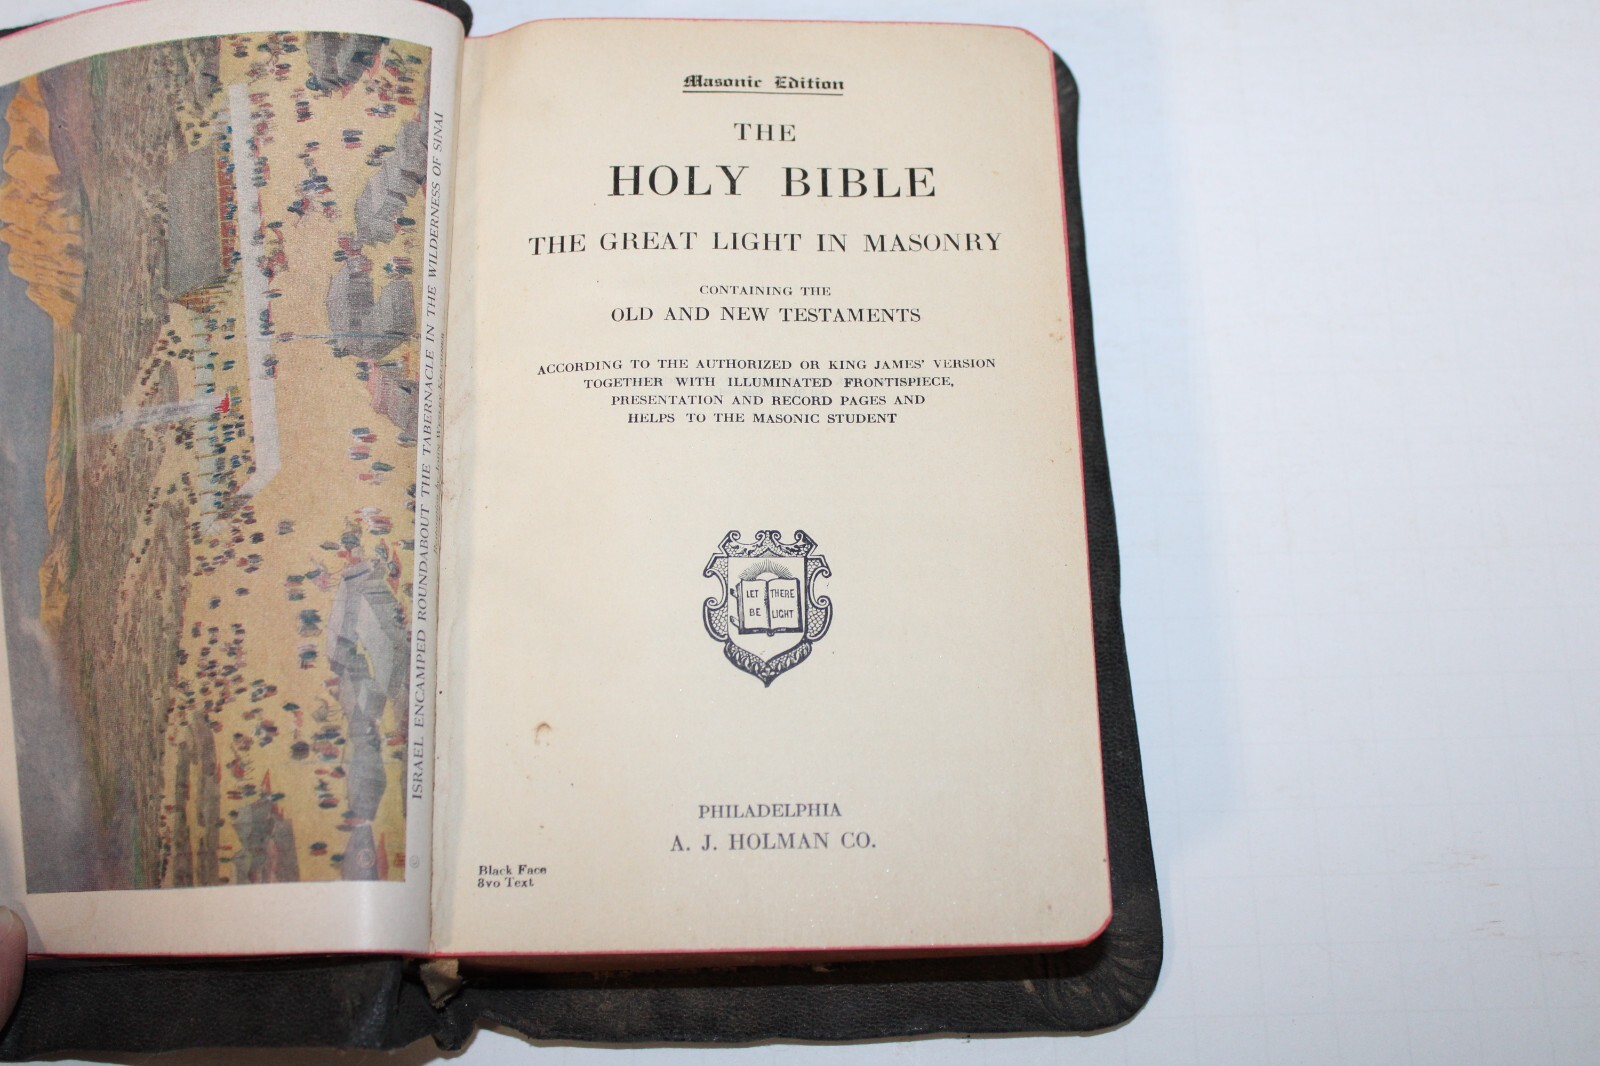 ISRAEL ENCAMPED ROUNDABOUT THE TABERNACLE IN THE WILDERNESS OF SINAI
Masonic Edition
THE
HOLY BIBLE
THE GREAT LIGHT IN MASONRY
CONTAINING THE
OLD AND NEW TESTAMENTS
ACCORDING TO THE AUTHORIZED OR KING JAMES' VERSION
TOGETHER WITH ILLUMINATED FRONTISPIECE,
PRESENTATION AND RECORD PAGES AND
HELPS TO THE MASONIC STUDENT
LET THERE
BE LIGHT
PHILADELPHIA
A. J. HOLMAN CO.
Black Face
8vo Text